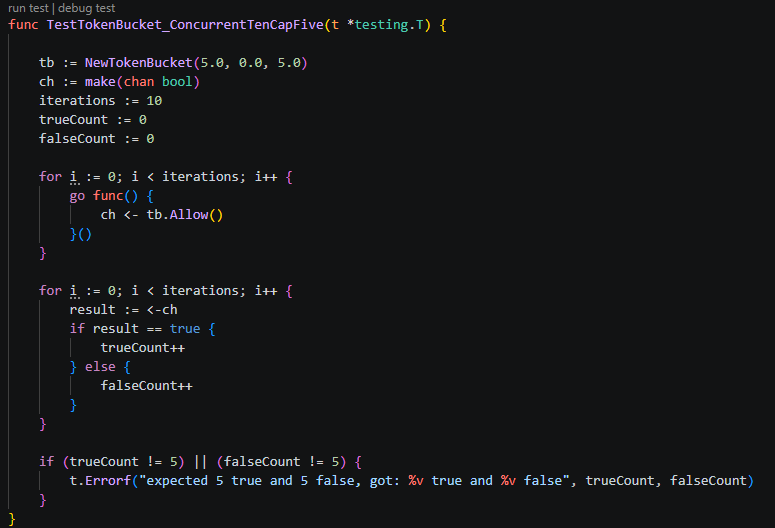 run test | debug test
func TestTokenBucket_ConcurrentTenCapFive(t *testing.T) {
tb := NewTokenBucket(5.0, 0.0, 5.0)
ch := make(chan bool)
iterations := 10
trueCount := 0
falseCount := 0
for i := 0; i < iterations; i++ {
go func() {
ch <- tb.Allow()
}()
}
for i := 0; i < iterations; i++ {
result := <-ch
if result == true {
trueCount++
} else {
falseCount++
}
}
if (trueCount != 5) || (falseCount != 5) {
t.Errorf("expected 5 true and 5 false, got: %v true and %v false", trueCount, falseCount)
}
}